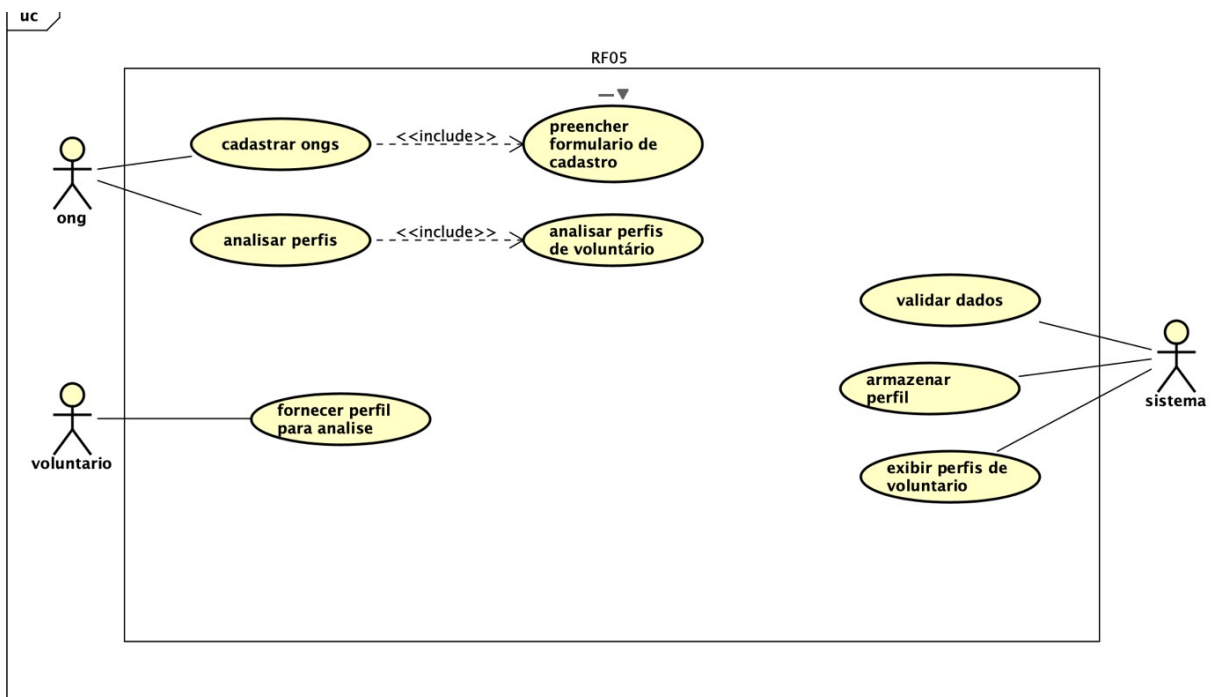 uc
RF05
cadastrar ongs
<<include>>
preencher
formulario de
cadastro
ong
analisar perfis
<<include>>
analisar perfis
de voluntário
validar dados
armazenar
perfil
sistema
fornecer perfil
para analise
voluntario
exibir perfis de
voluntario